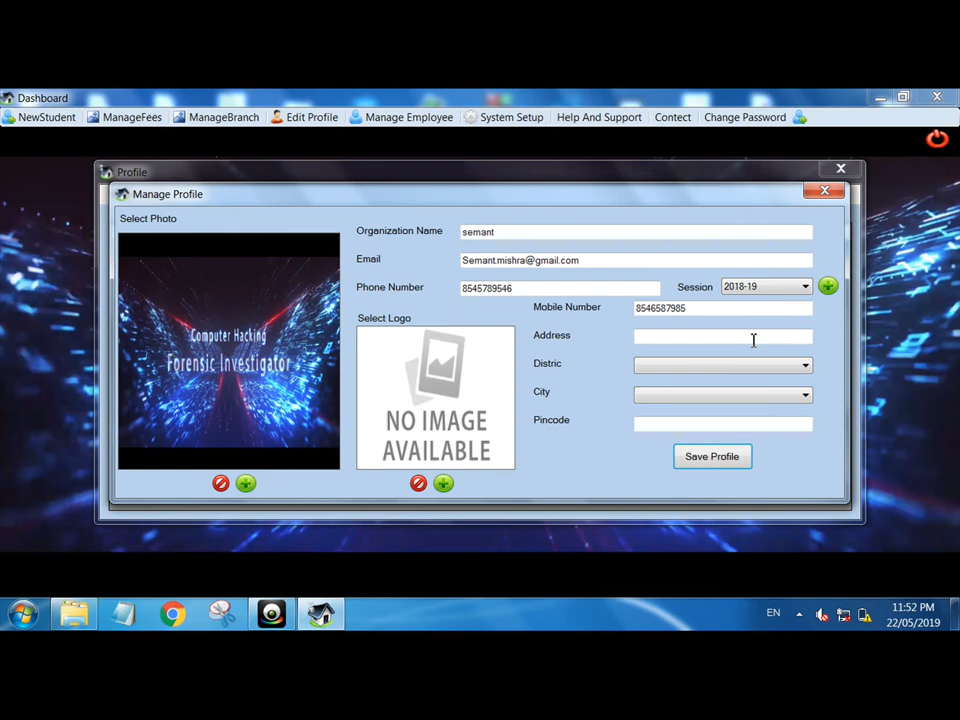 Dashboard
NewStudent ManageFees ManageBranch Edit Profile Manage Employee System Setup Help And Support Contact Change Password
Profile
Manage Profile
Select Photo
Organization Name semant
Email Semant.mishra@gmail.com
Phone Number 8545789546 Session 2018-19
Mobile Number 8546587985
Select Logo
Address
Distric
City
Pincode
Computer Hacking
Forensic Investigator
NO IMAGE
AVAILABLE
Save Profile
EN 11:52 PM
22/05/2019